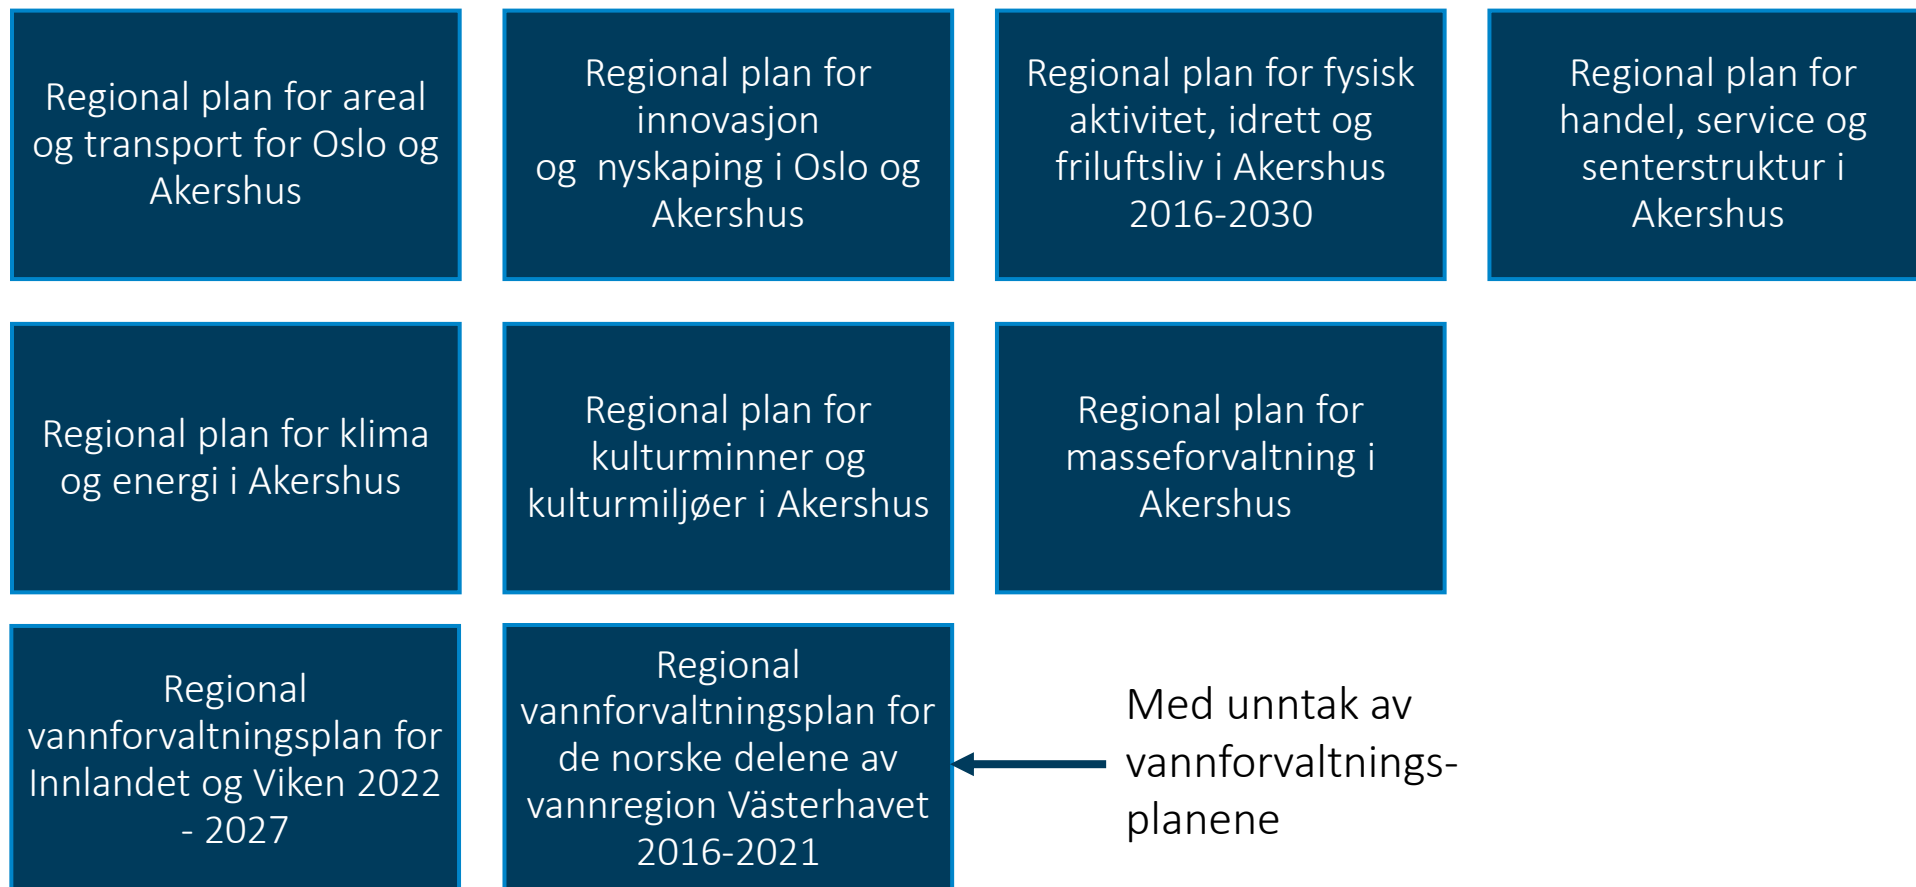 Regional plan for areal
og transport for Oslo og
Akershus
Regional plan for
innovasjon
og  nyskaping i Oslo og
Akershus
Regional plan for fysisk
aktivitet, idrett og
friluftsliv i Akershus
2016-2030
Regional plan for
handel, service og
senterstruktur i
Akershus
Regional plan for klima
og energi i Akershus
Regional plan for
kulturminner og
kulturmiljøer i Akershus
Regional plan for
masseforvaltning i
Akershus
Regional
vannforvaltningsplan for
Innlandet og Viken 2022
- 2027
Regional
vannforvaltningsplan for
de norske delene av
vannregion Västerhavet
2016-2021
Med unntak av
vannforvaltnings-
planene